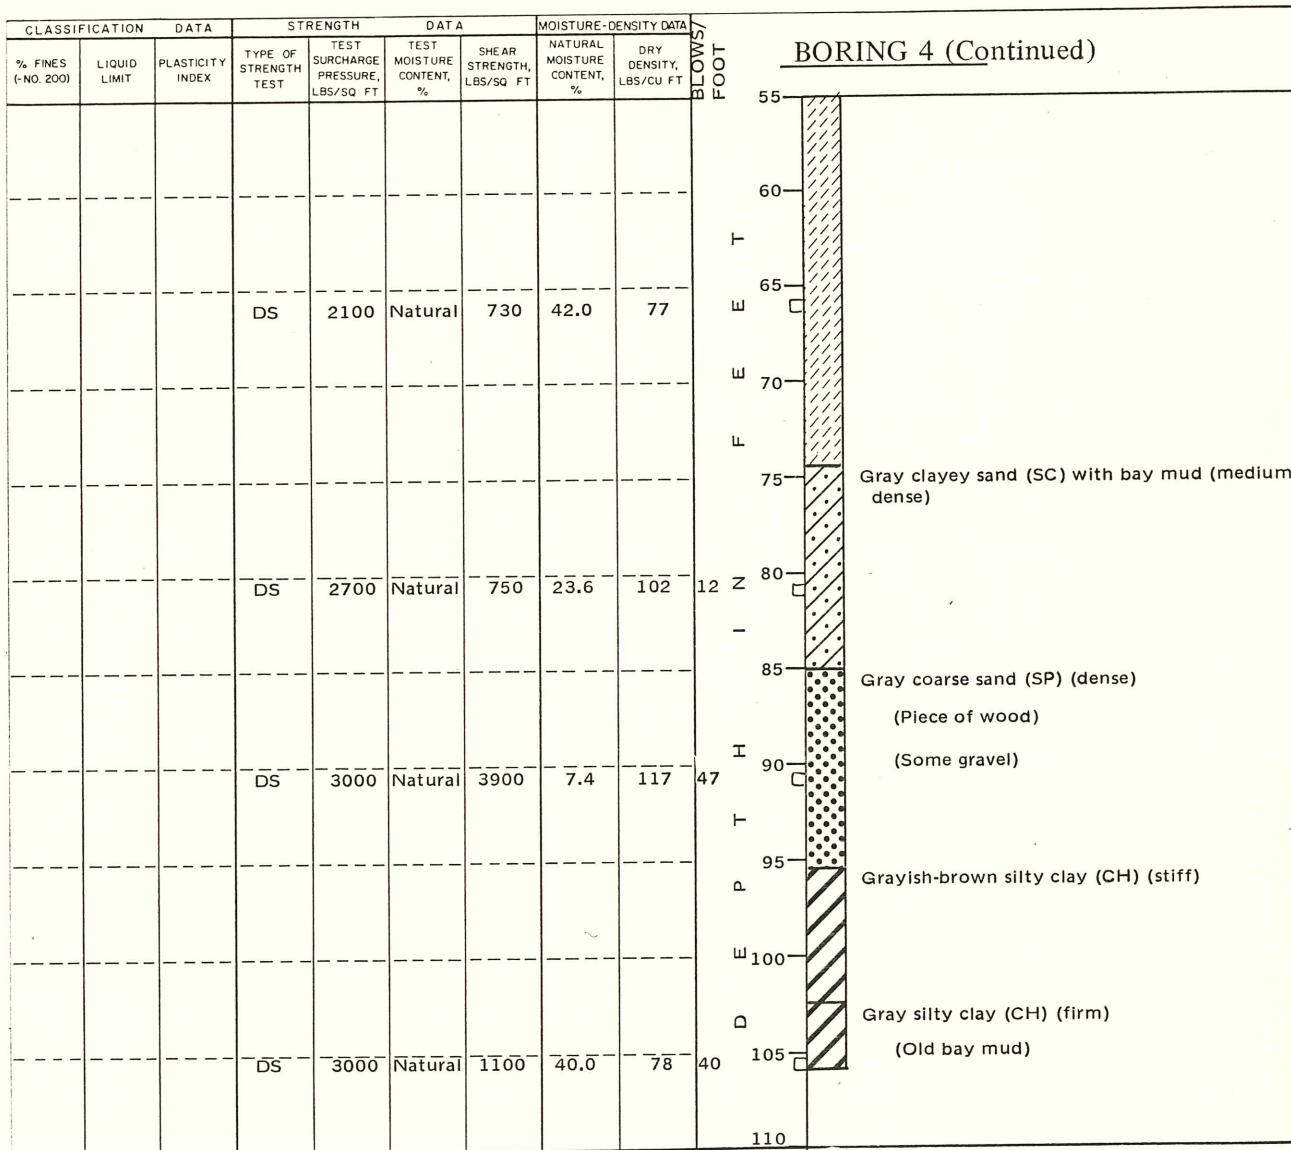 CLASSIFICATION DATA
STRENGTH DATA
MOISTURE-DENSITY DATA
BLOWS/
FOOT
% FINES
(-NO. 200)
LIQUID
LIMIT
PLASTICITY
INDEX
TYPE OF
STRENGTH
TEST
TEST
SURCHARGE
PRESSURE,
LBS/SQ FT
TEST
MOISTURE
CONTENT,
%
SHEAR
STRENGTH,
LBS/SQ FT
NATURAL
MOISTURE
CONTENT,
%
DRY
DENSITY,
LBS/CU FT
BORING 4 (Continued)
DEPTH IN FEET
55
60
65
DS 2100 Natural 730 42.0 77
70
75
Gray clayey sand (SC) with bay mud (medium
dense)
80
DS 2700 Natural 750 23.6 102 12
85
Gray coarse sand (SP) (dense)
(Piece of wood)
(Some gravel)
90
DS 3000 Natural 3900 7.4 117 47
95
Grayish-brown silty clay (CH) (stiff)
100
Gray silty clay (CH) (firm)
(Old bay mud)
105
DS 3000 Natural 1100 40.0 78 40
110